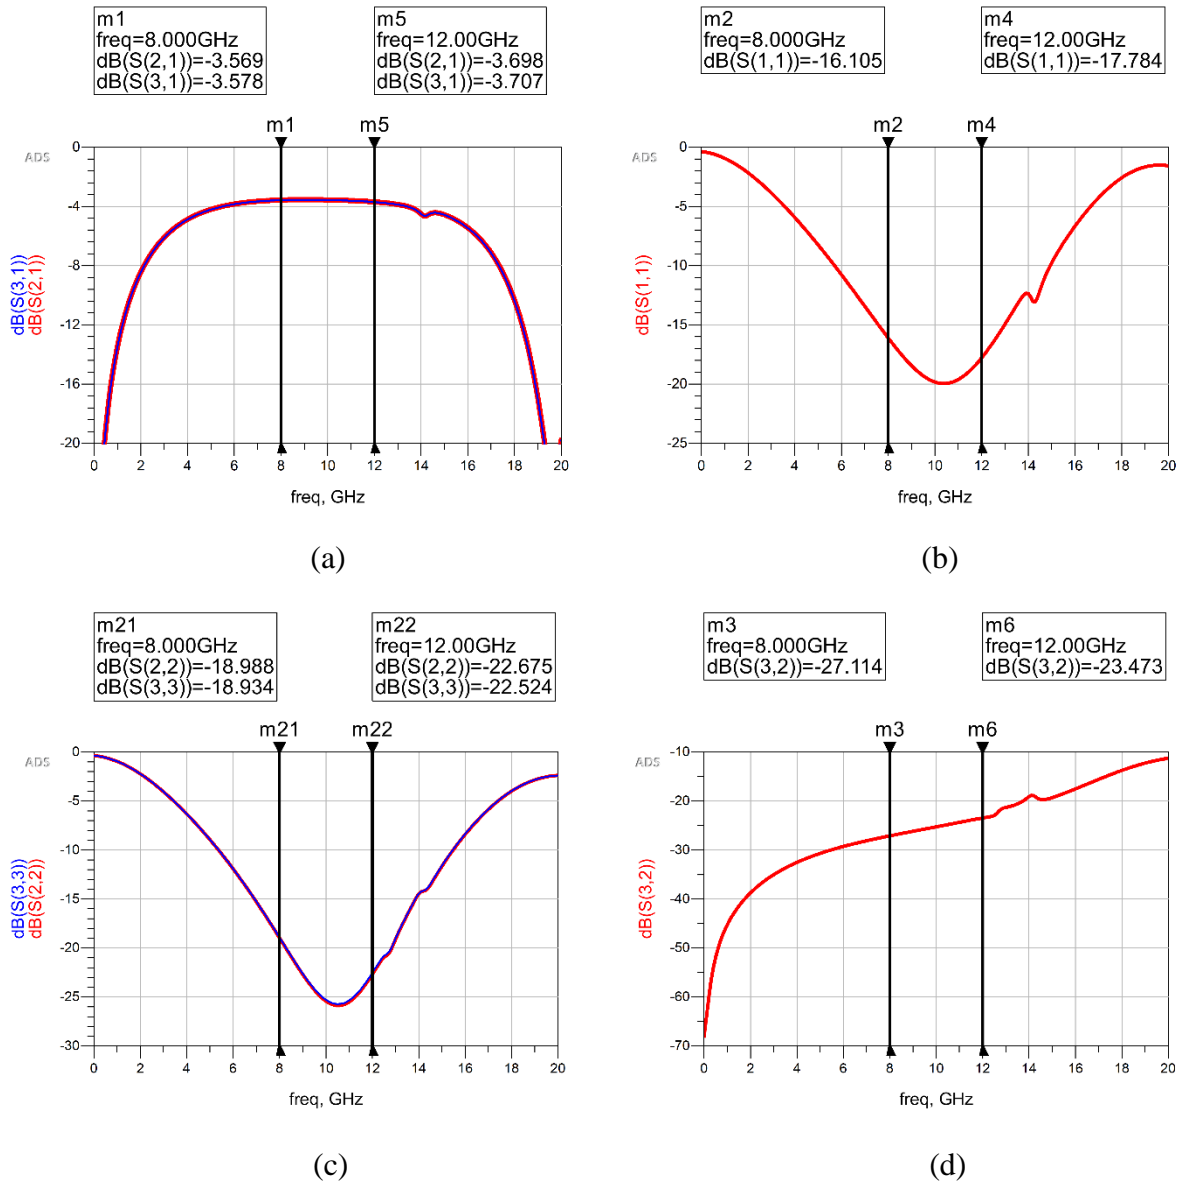 m1
freq=8.000GHz
dB(S(2,1))=-3.569
dB(S(3,1))=-3.578
m5
freq=12.00GHz
dB(S(2,1))=-3.698
dB(S(3,1))=-3.707
m1
m5
ADS
0
-4
-8
-12
-16
-20
dB(S(3,1))
dB(S(2,1))
0 2 4 6 8 10 12 14 16 18 20
freq, GHz
(a)
m2
freq=8.000GHz
dB(S(1,1))=-16.105
m4
freq=12.00GHz
dB(S(1,1))=-17.784
m2
m4
ADS
0
-5
-10
-15
-20
-25
dB(S(1,1))
0 2 4 6 8 10 12 14 16 18 20
freq, GHz
(b)
m21
freq=8.000GHz
dB(S(2,2))=-18.988
dB(S(3,3))=-18.934
m22
freq=12.00GHz
dB(S(2,2))=-22.675
dB(S(3,3))=-22.524
m21
m22
ADS
0
-5
-10
-15
-20
-25
-30
dB(S(3,3))
dB(S(2,2))
0 2 4 6 8 10 12 14 16 18 20
freq, GHz
(c)
m3
freq=8.000GHz
dB(S(3,2))=-27.114
m6
freq=12.00GHz
dB(S(3,2))=-23.473
m3
m6
ADS
-10
-20
-30
-40
-50
-60
-70
dB(S(3,2))
0 2 4 6 8 10 12 14 16 18 20
freq, GHz
(d)